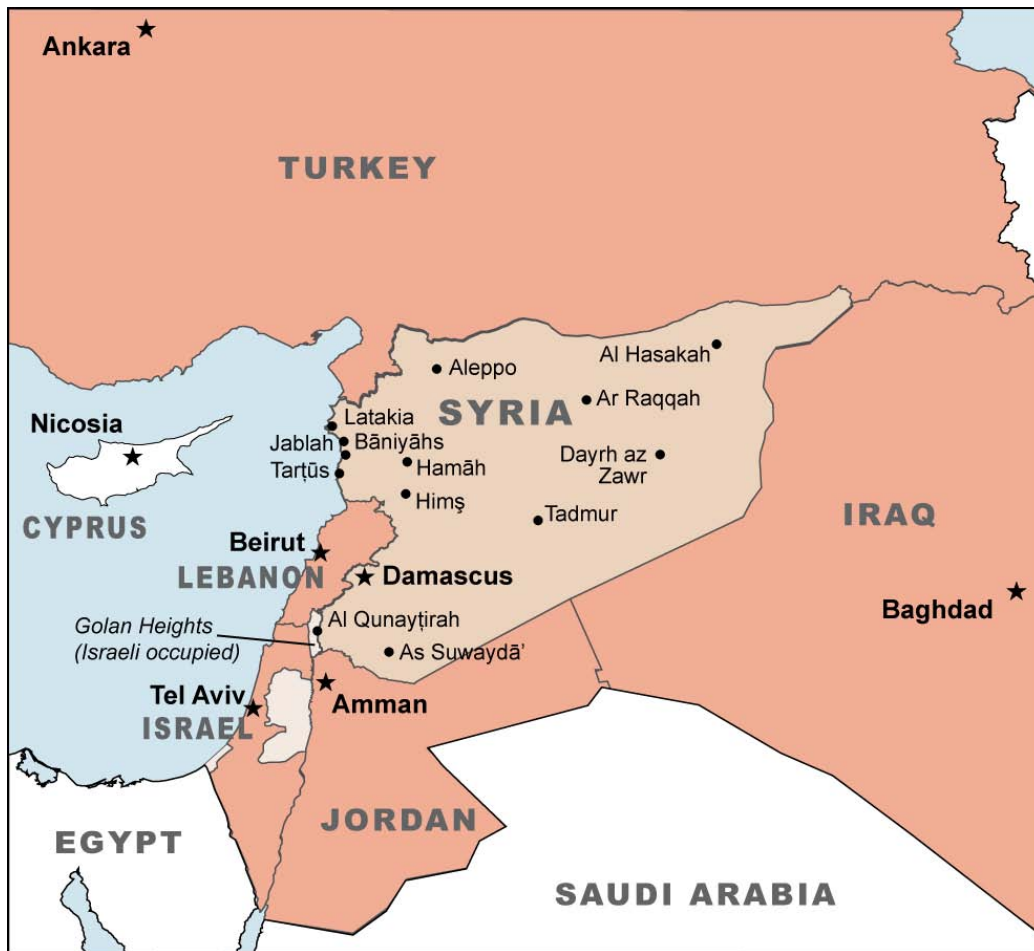 Ankara
TURKEY
Al Hasakah
Aleppo
Ar Raqqah
SYRIA
Nicosia
Latakia
Jablah
Bāniyāhs
Hamāh
Dayrh az
Zawr
Tarţūs
Himş
CYPRUS
Tadmur
IRAQ
Beirut
LEBANON
Damascus
Baghdad
Golan Heights
(Israeli occupied)
Al Qunayţirah
As Suwaydā'
Tel Aviv
ISRAEL
Amman
JORDAN
EGYPT
SAUDI ARABIA